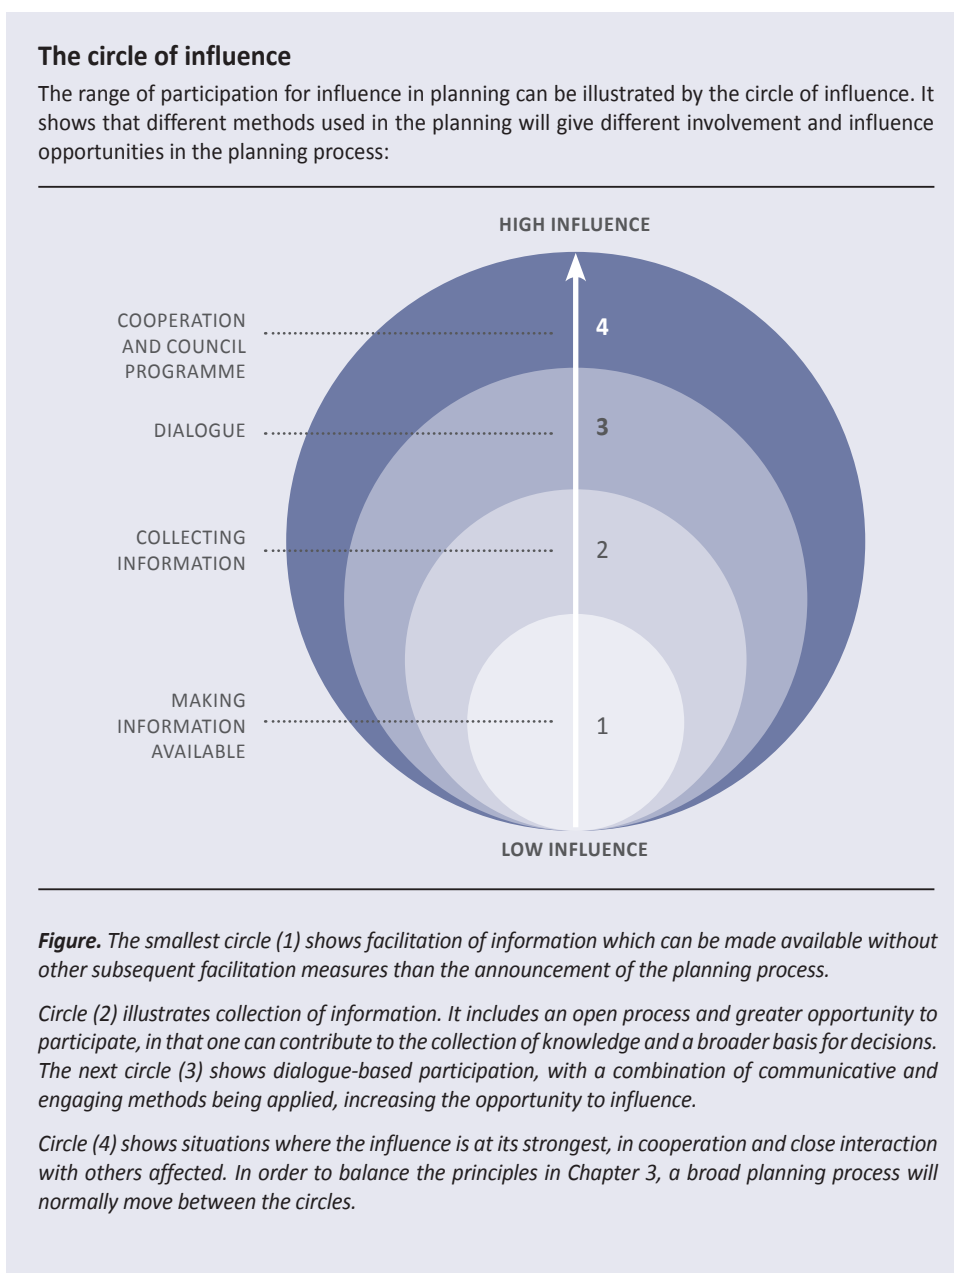 The circle of influence
The range of participation for influence in planning can be illustrated by the circle of influence. It
shows that different methods used in the planning will give different involvement and influence
opportunities in the planning process:
HIGH INFLUENCE
COOPERATION
AND COUNCIL
PROGRAMME
4
DIALOGUE
3
COLLECTING
INFORMATION
2
MAKING
INFORMATION
AVAILABLE
1
LOW INFLUENCE
Figure. The smallest circle (1) shows facilitation of information which can be made available without
other subsequent facilitation measures than the announcement of the planning process.
Circle (2) illustrates collection of information. It includes an open process and greater opportunity to
participate, in that one can contribute to the collection of knowledge and a broader basis for decisions.
The next circle (3) shows dialogue-based participation, with a combination of communicative and
engaging methods being applied, increasing the opportunity to influence.
Circle (4) shows situations where the influence is at its strongest, in cooperation and close interaction
with others affected. In order to balance the principles in Chapter 3, a broad planning process will
normally move between the circles.